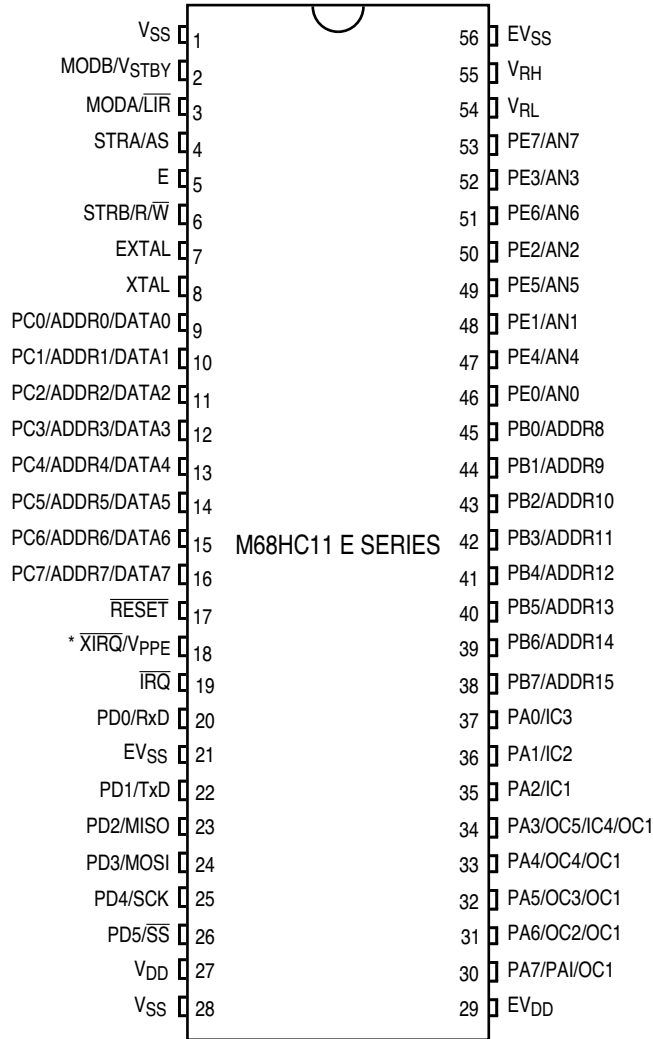 VSS 1
MODB/VSTBY 2
MODA/L̅I̅R̅ 3
STRA/AS 4
E 5
STRB/R/W̅ 6
EXTAL 7
XTAL 8
PC0/ADDR0/DATA0 9
PC1/ADDR1/DATA1 10
PC2/ADDR2/DATA2 11
PC3/ADDR3/DATA3 12
PC4/ADDR4/DATA4 13
PC5/ADDR5/DATA5 14
PC6/ADDR6/DATA6 15
PC7/ADDR7/DATA7 16
R̅E̅S̅E̅T̅ 17
* X̅I̅R̅Q̅/VPPE 18
I̅R̅Q̅ 19
PD0/RxD 20
EVSS 21
PD1/TxD 22
PD2/MISO 23
PD3/MOSI 24
PD4/SCK 25
PD5/S̅S̅ 26
VDD 27
VSS 28
M68HC11 E SERIES
56 EVSS
55 VRH
54 VRL
53 PE7/AN7
52 PE3/AN3
51 PE6/AN6
50 PE2/AN2
49 PE5/AN5
48 PE1/AN1
47 PE4/AN4
46 PE0/AN0
45 PB0/ADDR8
44 PB1/ADDR9
43 PB2/ADDR10
42 PB3/ADDR11
41 PB4/ADDR12
40 PB5/ADDR13
39 PB6/ADDR14
38 PB7/ADDR15
37 PA0/IC3
36 PA1/IC2
35 PA2/IC1
34 PA3/OC5/IC4/OC1
33 PA4/OC4/OC1
32 PA5/OC3/OC1
31 PA6/OC2/OC1
30 PA7/PAI/OC1
29 EVDD